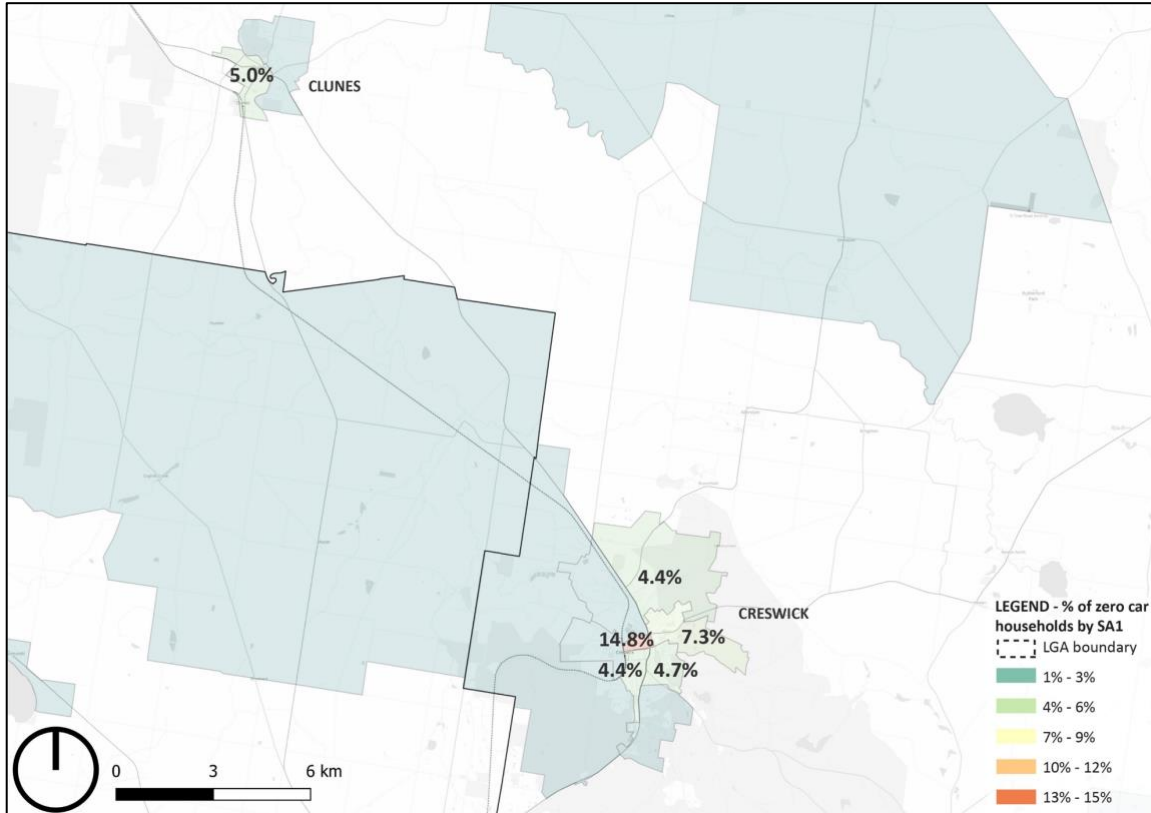 5.0%
CLUNES
4.4%
CRESWICK
14.8%
7.3%
4.4%
4.7%
LEGEND - % of zero car
households by SA1
LGA boundary
1% - 3%
4% - 6%
7% - 9%
10% - 12%
13% - 15%
0 3 6 km